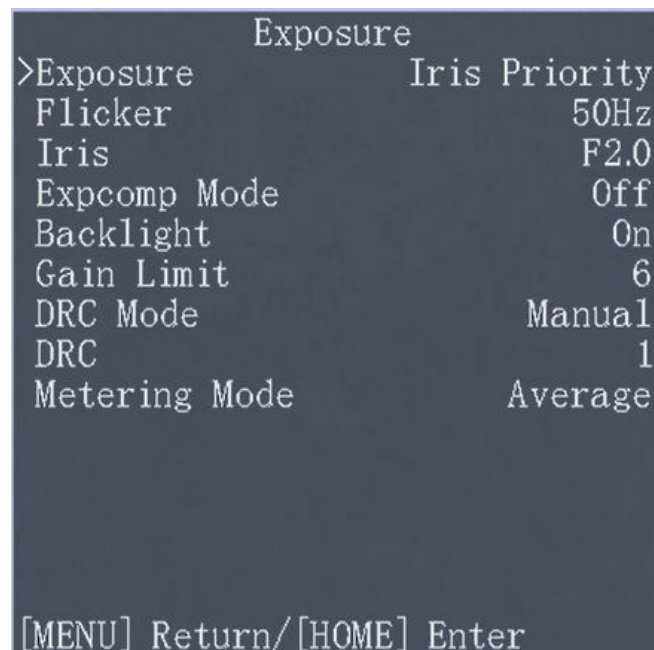 Exposure
>Exposure Iris Priority
Flicker 50Hz
Iris F2.0
Expcomp Mode Off
Backlight On
Gain Limit 6
DRC Mode Manual
DRC 1
Metering Mode Average
[MENU] Return/[HOME] Enter